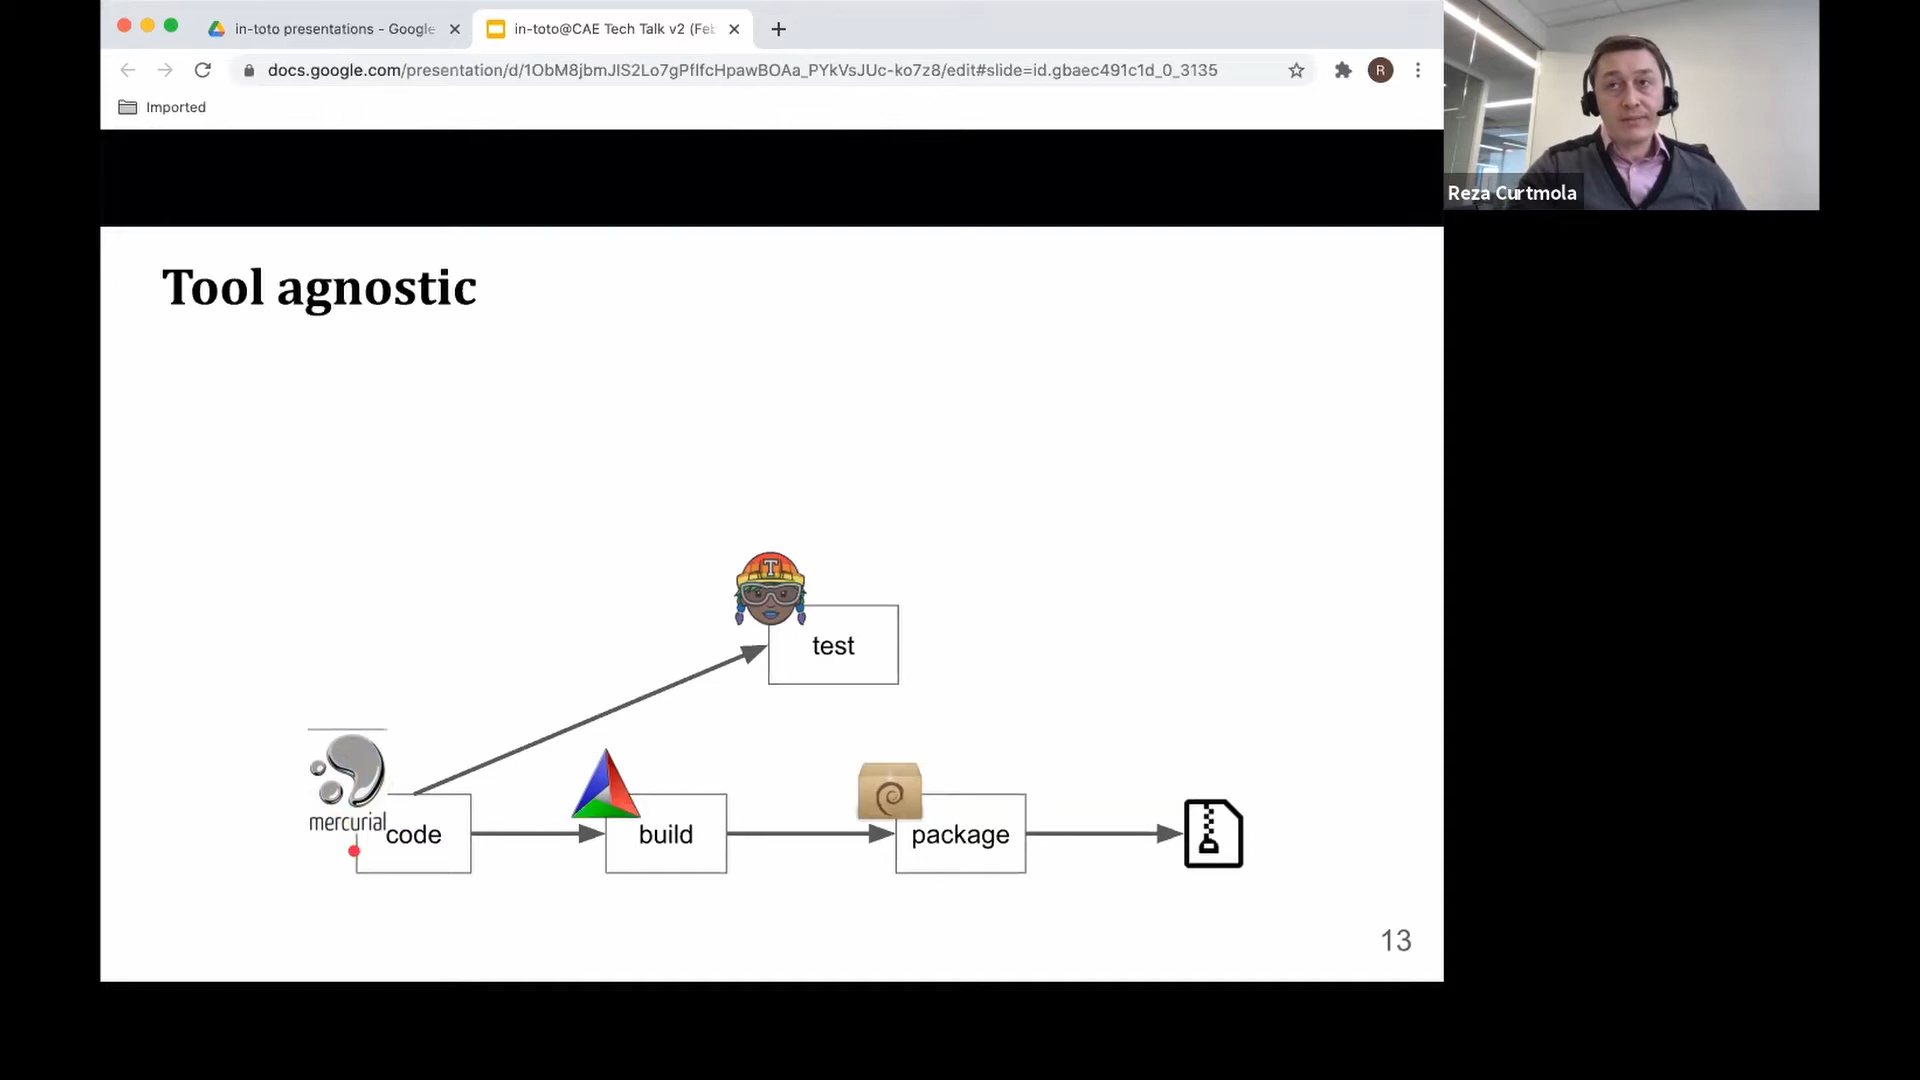 in-toto presentations - Google
in-toto@CAE Tech Talk v2 (Feb
docs.google.com/presentation/d/1ObM8jbmJIS2Lo7gPflfcHpawBOAa_PYkVsJUc-ko7z8/edit#slide=id.gbaec491c1d_0_3135
R
Imported
Reza Curtmola
Tool agnostic
T
test
mercurial
code
build
package
13